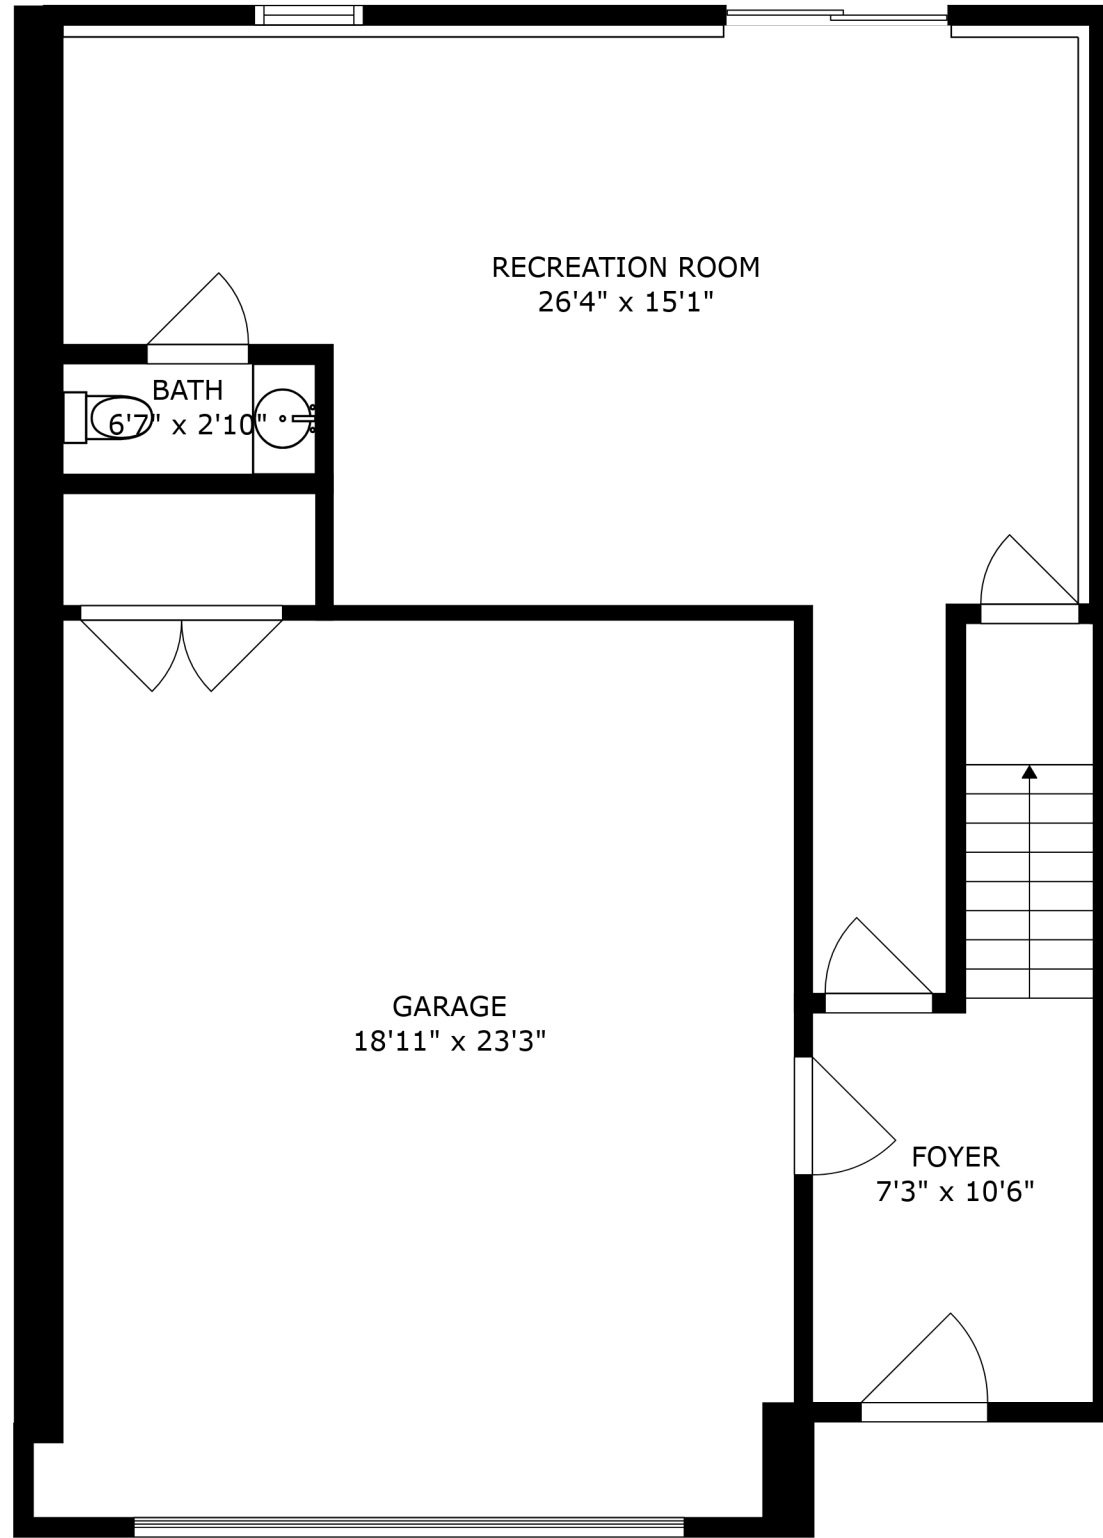 RECREATION ROOM
26'4" x 15'1"
BATH
6'7" x 2'10"
GARAGE
18'11" x 23'3"
FOYER
7'3" x 10'6"